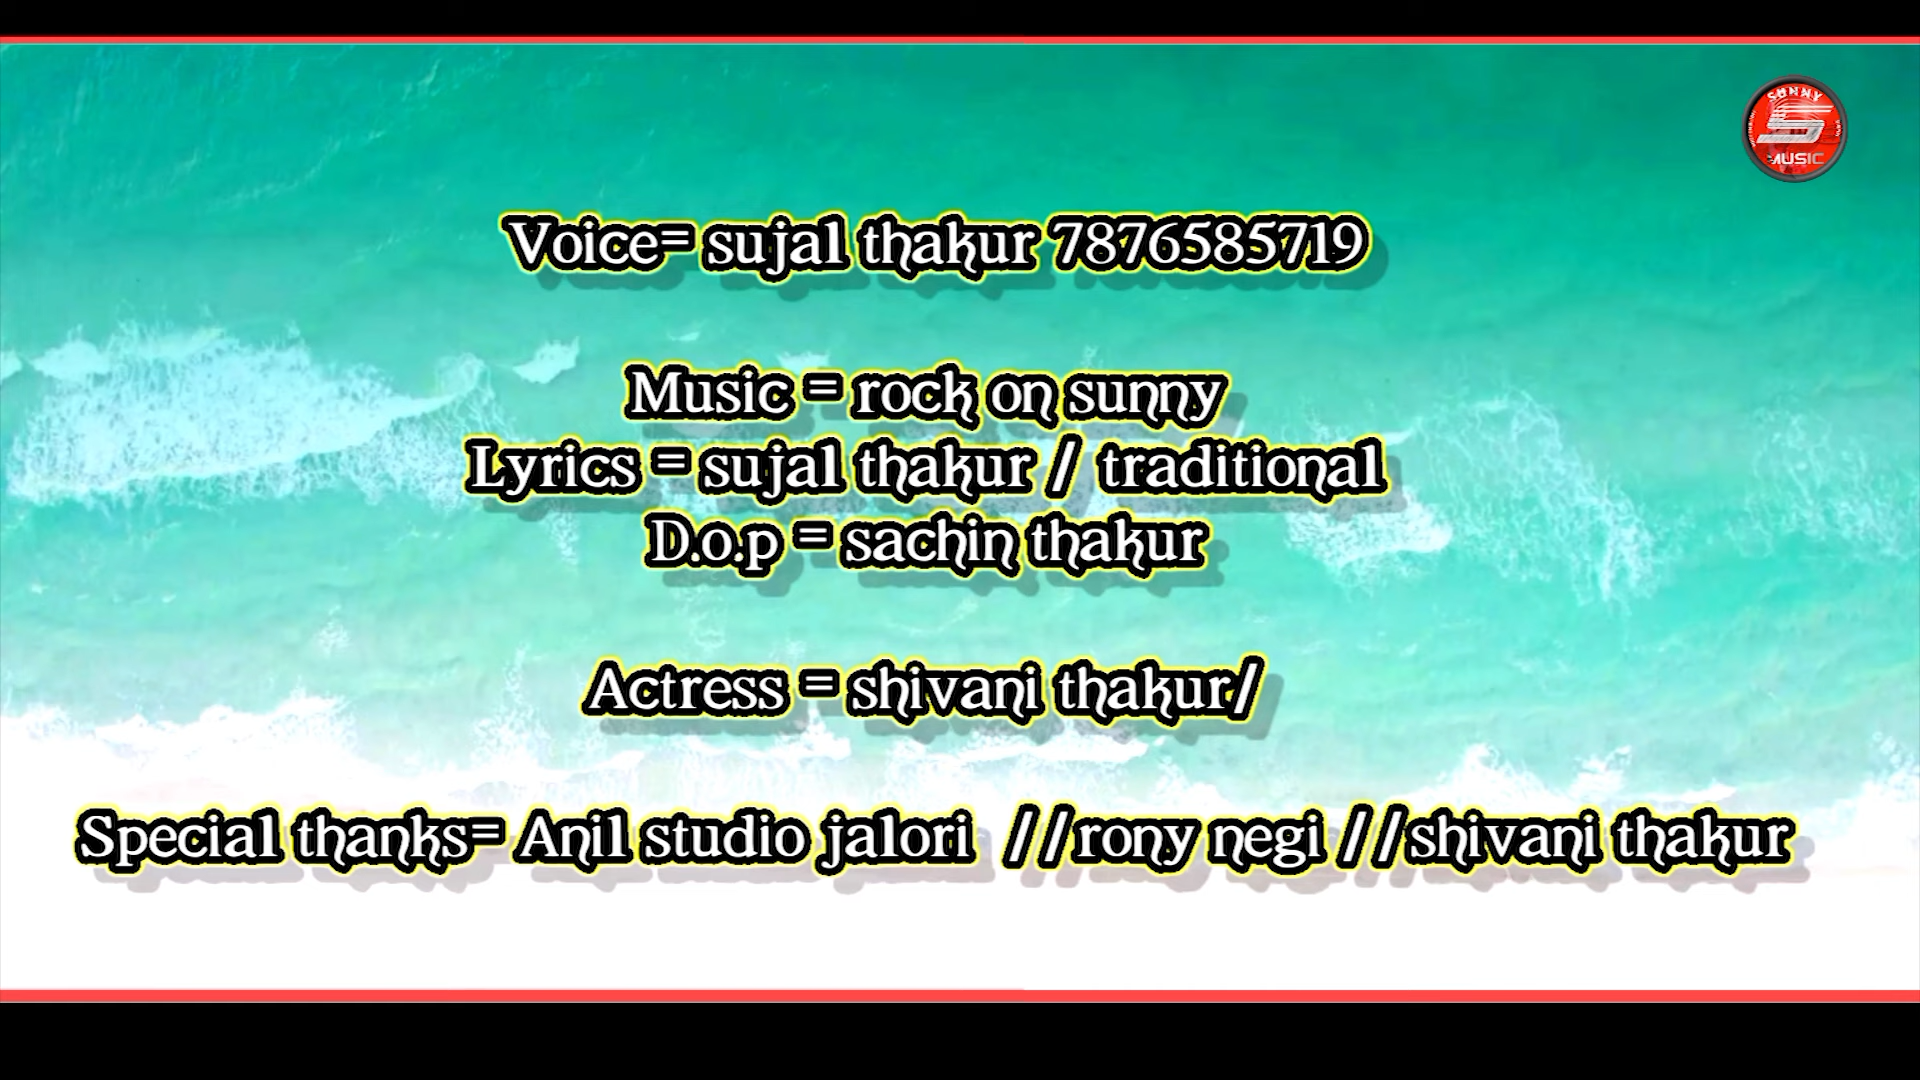 SUNNY
MUSIC
Voice= sujal thakur 7876585719
Music = rock on sunny
Lyrics = sujal thakur / traditional
D.o.p = sachin thakur
Actress = shivani thakur/
Special thanks= Anil studio jalori //rony negi //shivani thakur